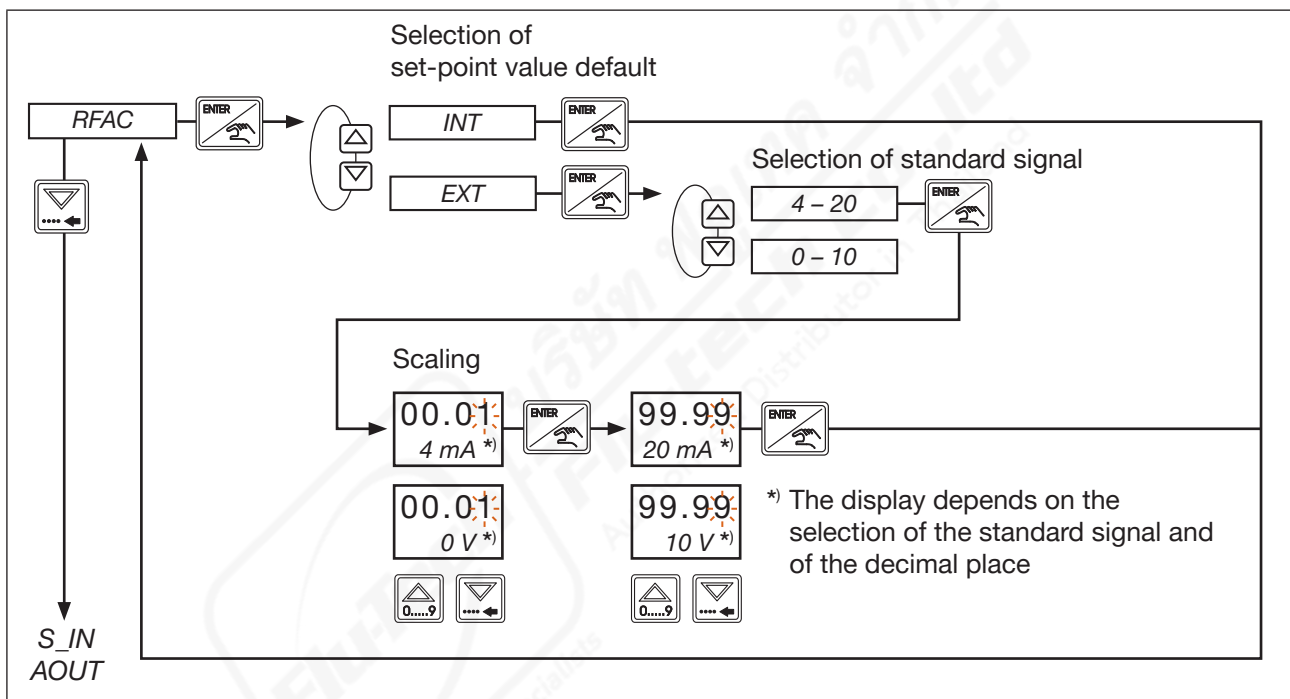 Selection of
set-point value default
RFAC
ENTER
INT
ENTER
EXT
ENTER
Selection of standard signal
4 – 20
ENTER
0 – 10
Scaling
00.01
4 mA *)
ENTER
99.99
20 mA *)
ENTER
00.01
0 V *)
99.99
10 V *)
*) The display depends on the
selection of the standard signal and
of the decimal place
0.....9
0.....9
S_IN
AOUT